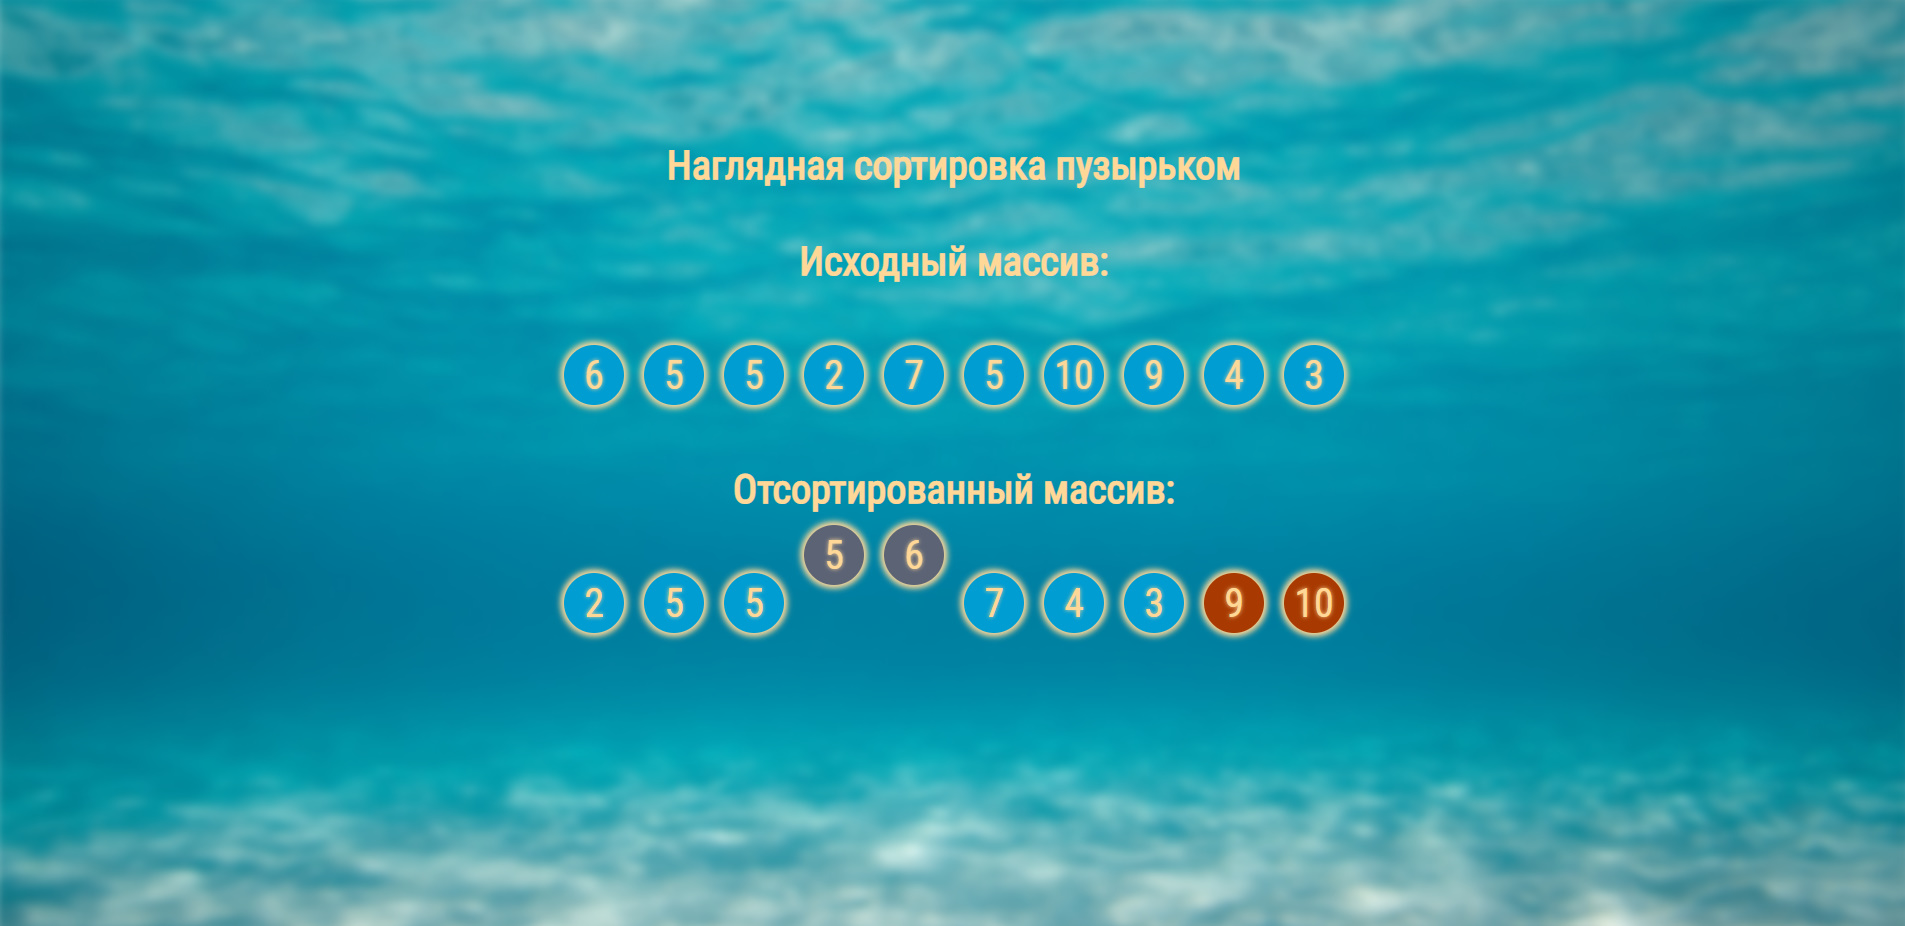 Наглядная сортировка пузырьком
Исходный массив:
6 5 5 2 7 5 10 9 4 3
Отсортированный массив:
5 6
2 5 5 7 4 3 9 10